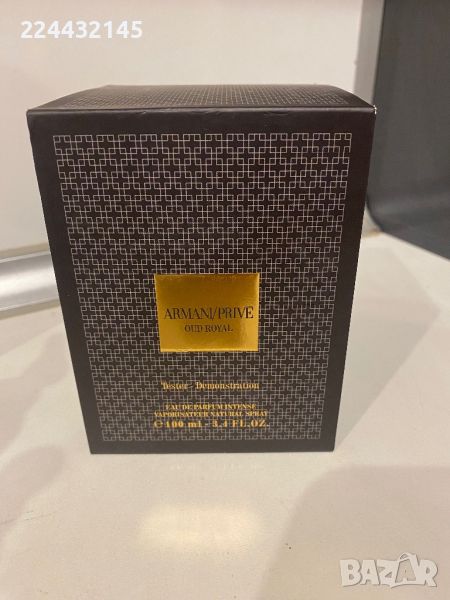 224432145
ARMANI/PRIVE
OUD ROYAL
Tester - Demonstration
EAU DE PARFUM INTENSE
VAPORISATEUR NATURAL SPRAY
℮ 100 ml - 3.4 FL.OZ.
BAZAR